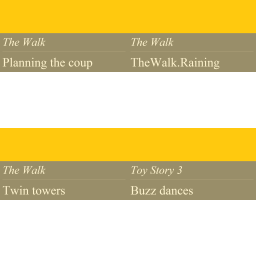 The Walk The Walk
Planning the coup TheWalk.Raining
The Walk Toy Story 3
Twin towers Buzz dances